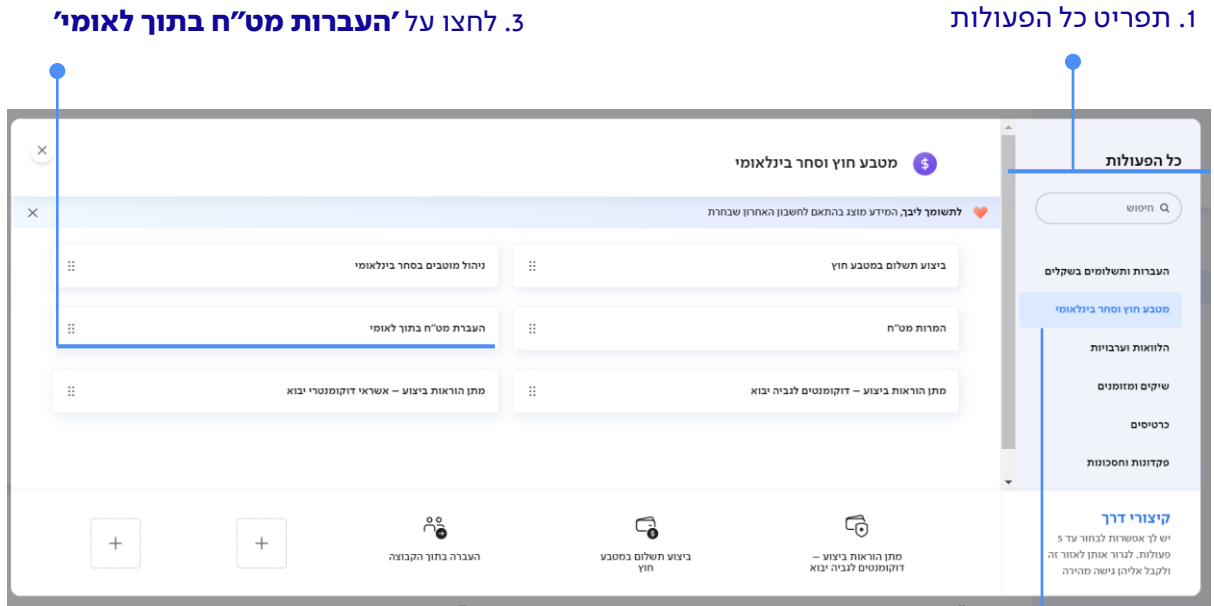 1. תפריט כל הפעולות
3. לחצו על ׳העברות מט״ח בתוך לאומי׳
כל הפעולות
חיפוש
העברות ותשלומים בשקלים
מטבע חוץ וסחר בינלאומי
הלוואות וערבויות
שיקים ומזומנים
כרטיסים
פקדונות וחסכונות
קיצורי דרך
יש לך אפשרות לבחור עד 5
פעולות. לגרור אותן לאזור זה
ולקבל אליהן גישה מהירה
$ מטבע חוץ וסחר בינלאומי
לתשומך ליבך, המידע מוצג בהתאם לחשבון האחרון שבחרת
ביצוע תשלום במטבע חוץ
ניהול מוטבים בסחר בינלאומי
המרות מט"ח
העברת מט״ח בתוך לאומי
מתן הוראות ביצוע – דוקומנטים לגביה יבוא
מתן הוראות ביצוע – אשראי דוקומנטרי יבוא
מתן הוראות ביצוע –
דוקומנטים לגביה יבוא
ביצוע תשלום במטבע
חוץ
העברה בתוך הקבוצה